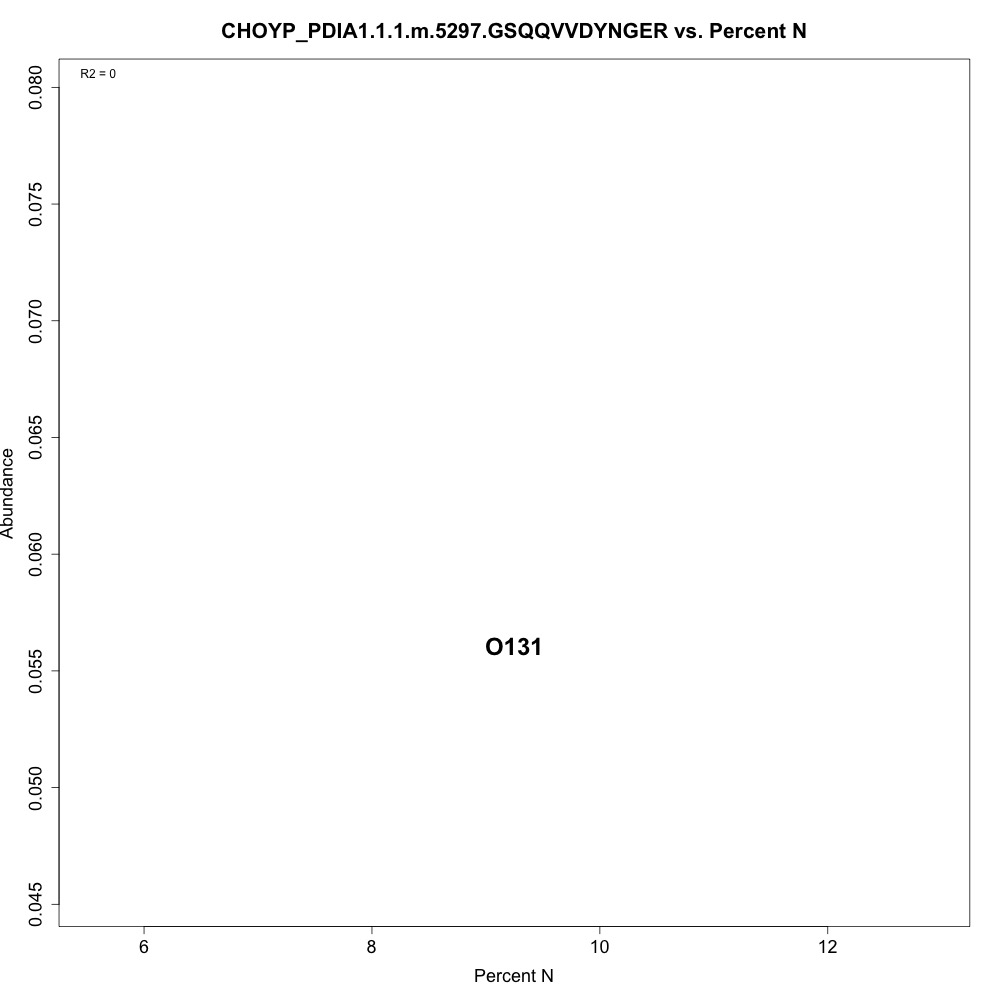 CHOYP_PDIA1.1.1.m.5297.GSQQVVDYNGER vs. Percent N
R2 = 0
0.080
0.075
0.070
0.065
0.060
0.055
0.050
0.045
Abundance
O131
6 8 10 12
Percent N